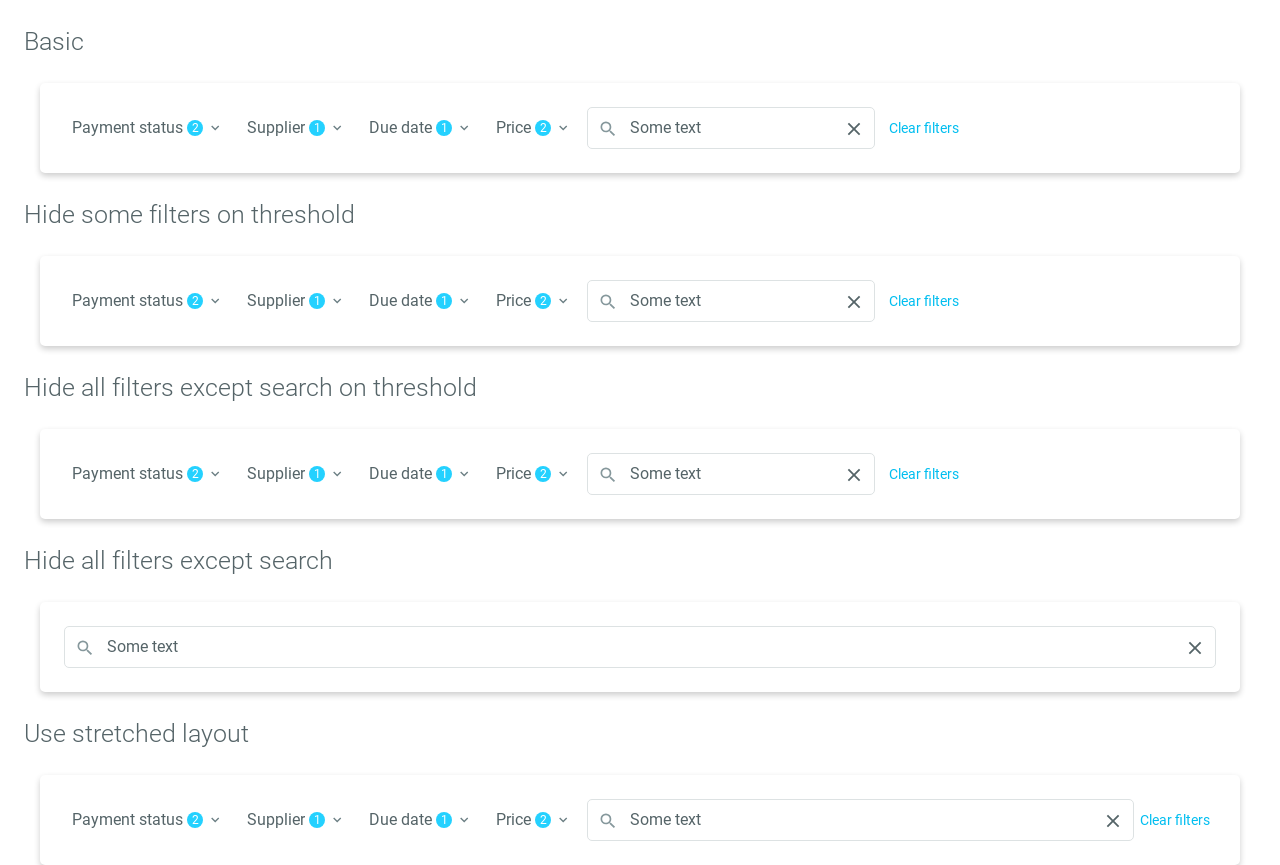 Basic
Payment status 2 Supplier 1 Due date 1 Price 2 Some text Clear filters
Hide some filters on threshold
Payment status 2 Supplier 1 Due date 1 Price 2 Some text Clear filters
Hide all filters except search on threshold
Payment status 2 Supplier 1 Due date 1 Price 2 Some text Clear filters
Hide all filters except search
Some text
Use stretched layout
Payment status 2 Supplier 1 Due date 1 Price 2 Some text Clear filters